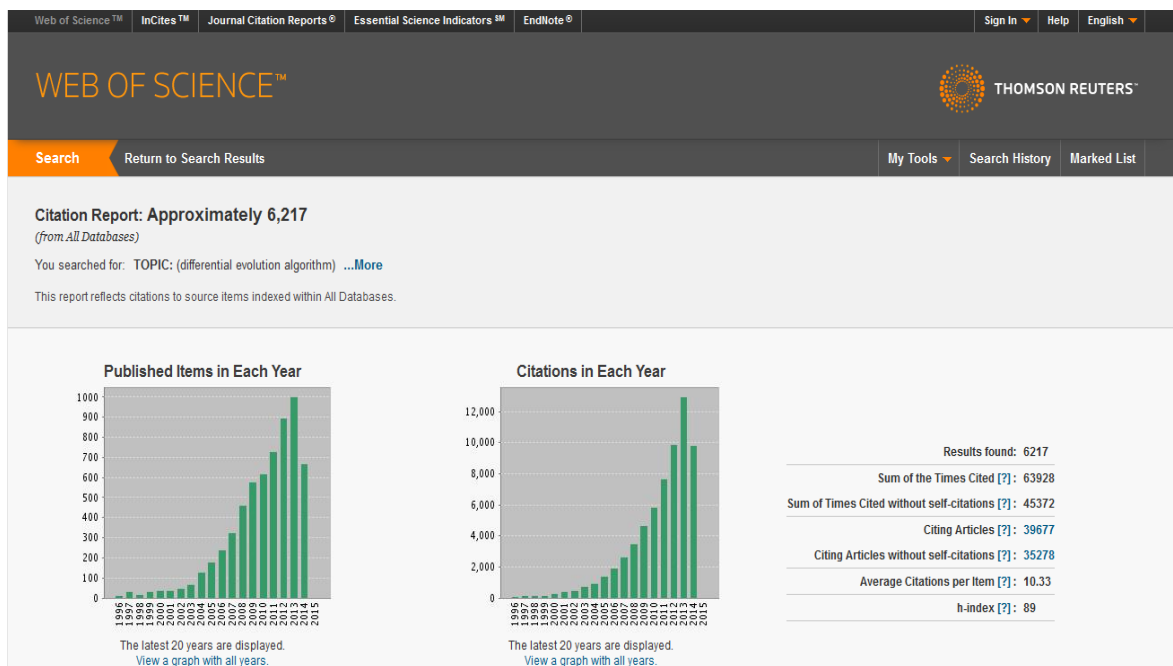 Web of Science™ InCites™ Journal Citation Reports® Essential Science Indicators℠ EndNote® Sign In Help English
WEB OF SCIENCE™
THOMSON REUTERS™
Search Return to Search Results My Tools Search History Marked List
Citation Report: Approximately 6,217
(from All Databases)
You searched for: TOPIC: (differential evolution algorithm) ...More
This report reflects citations to source items indexed within All Databases.
Published Items in Each Year
1000
900
800
700
600
500
400
300
200
100
0
1996
1997
1998
1999
2000
2001
2002
2003
2004
2005
2006
2007
2008
2009
2010
2011
2012
2013
2014
2015
The latest 20 years are displayed.
View a graph with all years.
Citations in Each Year
12,000
10,000
8,000
6,000
4,000
2,000
0
1996
1997
1998
1999
2000
2001
2002
2003
2004
2005
2006
2007
2008
2009
2010
2011
2012
2013
2014
2015
The latest 20 years are displayed.
View a graph with all years.
Results found: 6217
Sum of the Times Cited [?] : 63928
Sum of Times Cited without self-citations [?] : 45372
Citing Articles [?] : 39677
Citing Articles without self-citations [?] : 35278
Average Citations per Item [?] : 10.33
h-index [?] : 89